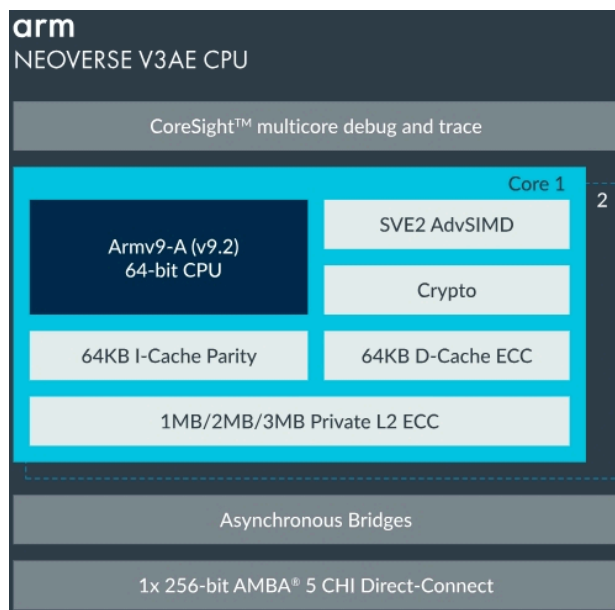 arm
NEOVERSE V3AE CPU
CoreSight™ multicore debug and trace
Core 1
2
Armv9-A (v9.2)
64-bit CPU
SVE2 AdvSIMD
Crypto
64KB I-Cache Parity
64KB D-Cache ECC
1MB/2MB/3MB Private L2 ECC
Asynchronous Bridges
1x 256-bit AMBA® 5 CHI Direct-Connect